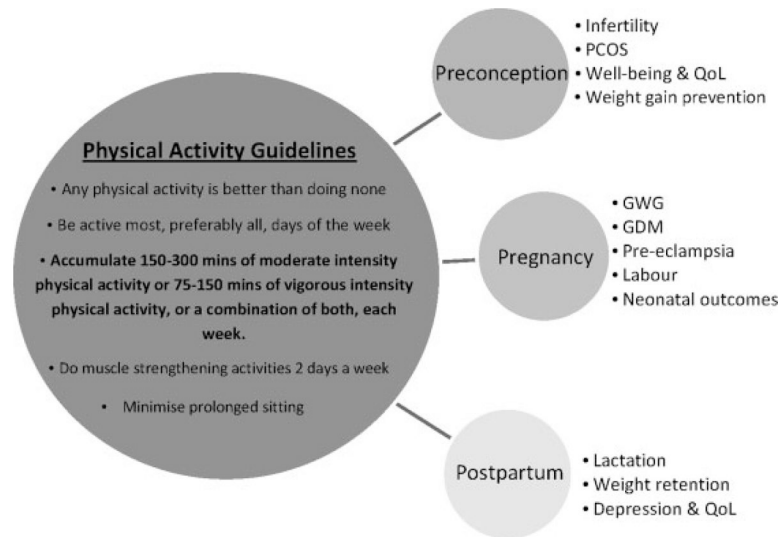 Physical Activity Guidelines
• Any physical activity is better than doing none
• Be active most, preferably all, days of the week
• Accumulate 150-300 mins of moderate intensity
physical activity or 75-150 mins of vigorous intensity
physical activity, or a combination of both, each
week.
• Do muscle strengthening activities 2 days a week
• Minimise prolonged sitting
Preconception
• Infertility
• PCOS
• Well-being & QoL
• Weight gain prevention
Pregnancy
• GWG
• GDM
• Pre-eclampsia
• Labour
• Neonatal outcomes
Postpartum
• Lactation
• Weight retention
• Depression & QoL